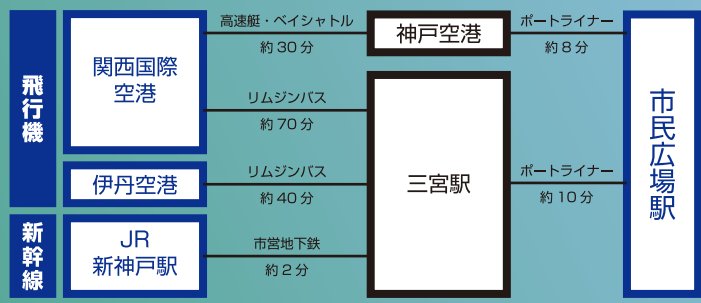 飛行機
関西国際
空港
高速艇・ベイシャトル
約30分
神戸空港
ポートライナー
約8分
リムジンバス
約70分
伊丹空港
リムジンバス
約40分
三宮駅
ポートライナー
約10分
市民広場駅
新幹線
JR
新神戸駅
市営地下鉄
約2分